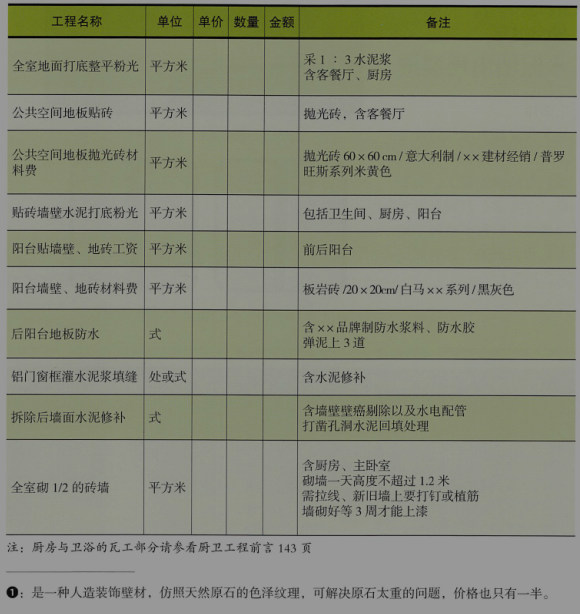 工程名称 单位 单价 数量 金额 备注
全室地面打底整平粉光 平方米 采 1 ：3 水泥浆
含客餐厅、厨房
公共空间地板贴砖 平方米 抛光砖，含客餐厅
公共空间地板抛光砖材
料费 平方米 抛光砖 60×60 cm/意大利制/××建材经销/普罗
旺斯系列米黄色
贴砖墙壁水泥打底粉光 平方米 包括卫生间、厨房、阳台
阳台贴墙壁、地砖工资 平方米 前后阳台
阳台墙壁、地砖材料费 平方米 板岩砖/20×20cm/白马××系列/黑灰色
后阳台地板防水 式 含××品牌制防水浆料、防水胶
弹泥上 3 道
铝门窗框灌水泥浆填缝 处或式 含水泥修补
拆除后墙面水泥修补 式 含墙壁壁癌剔除以及水电配管
打凿孔洞水泥回填处理
全室砌 1/2 的砖墙 平方米 含厨房、主卧室
砌墙一天高度不超过 1.2 米
需拉线、新旧墙上要打钉或植筋
墙砌好等 3 周才能上漆
注：厨房与卫浴的瓦工部分请参看厨卫工程前言 143 页
❶：是一种人造装饰壁材，仿照天然原石的色泽纹理，可解决原石太重的问题，价格也只有一半。